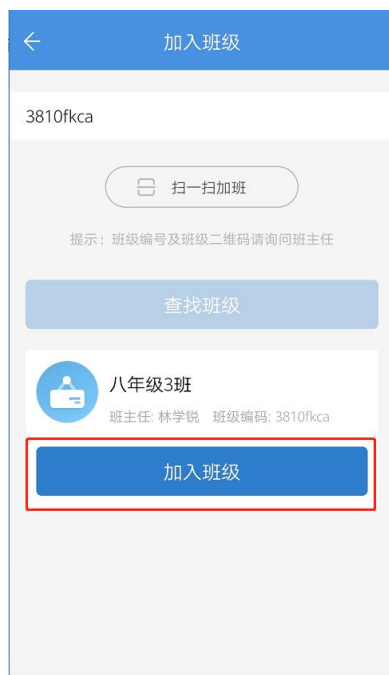 加入班级
3810fkca
扫一扫加班
提示：班级编号及班级二维码请询问班主任
查找班级
八年级3班
班主任: 林学锐 班级编码: 3810fkca
加入班级